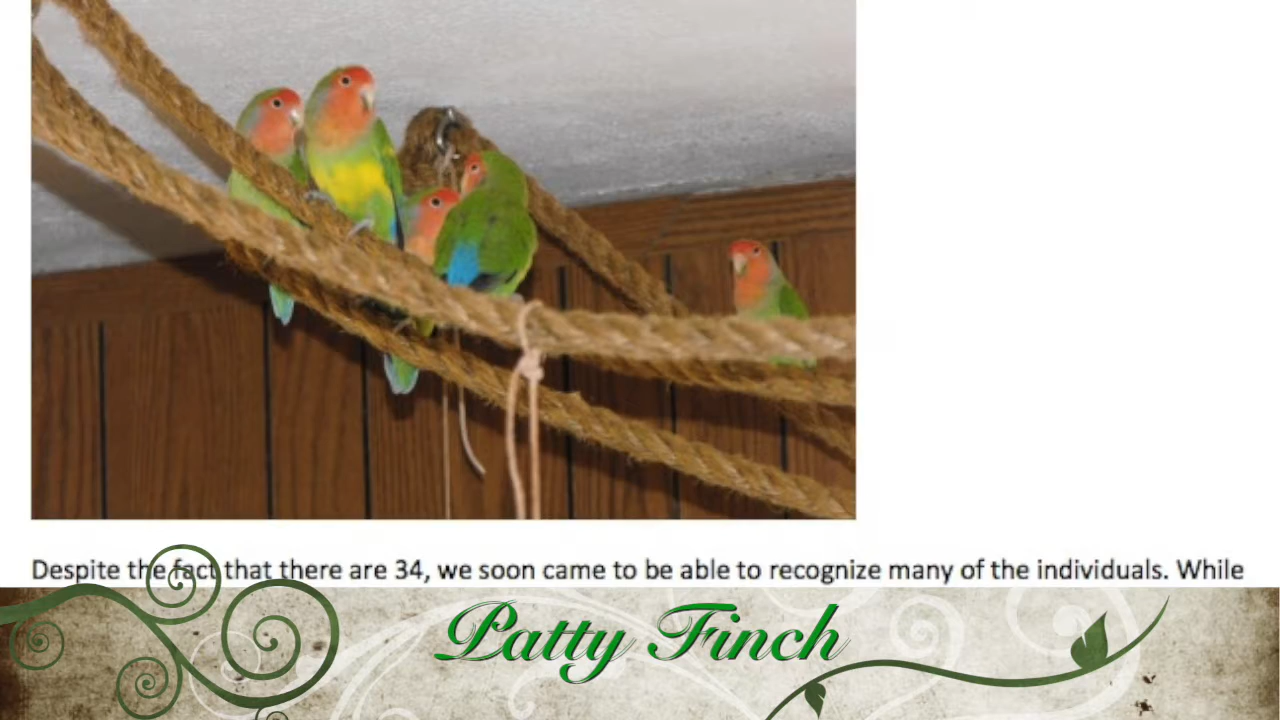 Despite the fact that there are 34, we soon came to be able to recognize many of the individuals. While
Patty Finch